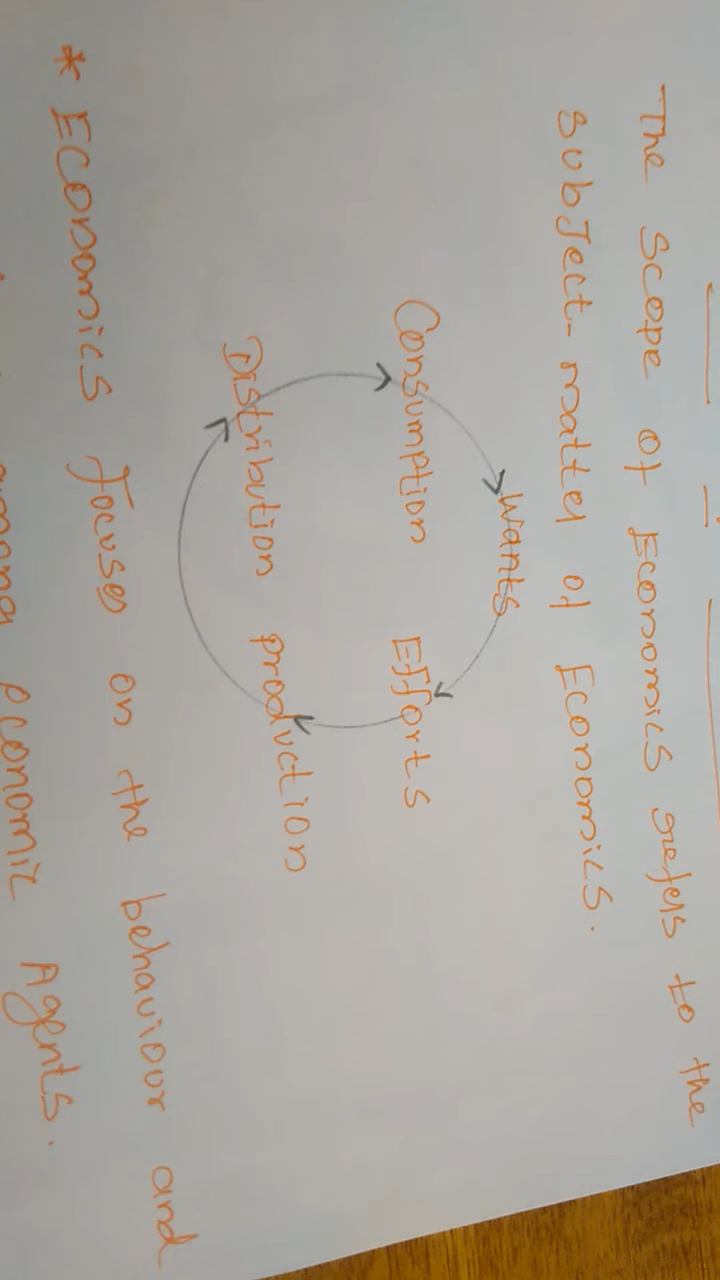 The scope of Economics refers to the
subject-matter of Economics.
Wants
Consumption Efforts
Distribution production
* Economics focuses on the behaviour and
among economic Agents.